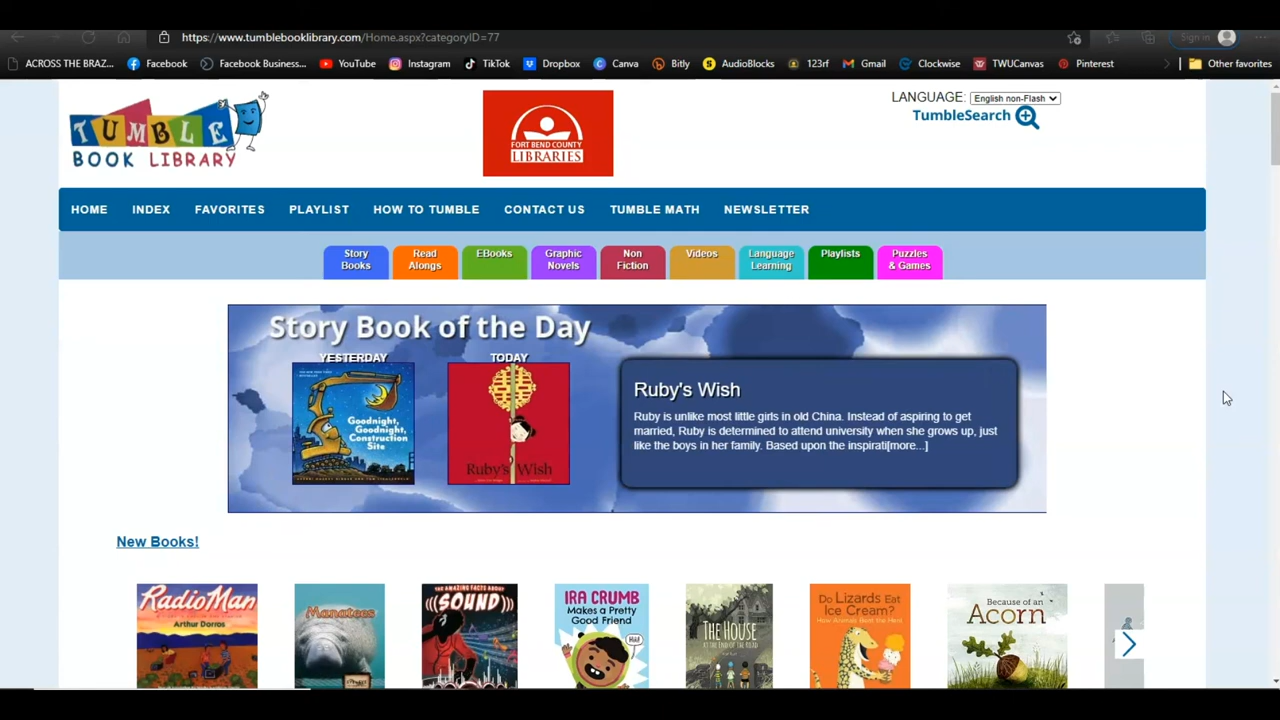 https://www.tumblebooklibrary.com/Home.aspx?categoryID=77
Sign in
ACROSS THE BRAZ...
Facebook
Facebook Business...
YouTube
Instagram
TikTok
Dropbox
Canva
Bitly
AudioBlocks
123rf
Gmail
Clockwise
TWUCanvas
Pinterest
Other favorites
TUMBLE
BOOK LIBRARY
FORT BEND COUNTY
LIBRARIES
LANGUAGE: English non-Flash
TumbleSearch
HOME
INDEX
FAVORITES
PLAYLIST
HOW TO TUMBLE
CONTACT US
TUMBLE MATH
NEWSLETTER
Story
Books
Read
Alongs
EBooks
Graphic
Novels
Non
Fiction
Videos
Language
Learning
Playlists
Puzzles
& Games
Story Book of the Day
YESTERDAY
TODAY
Goodnight,
Goodnight,
Construction
Site
Ruby's Wish
Ruby's Wish
Ruby is unlike most little girls in old China. Instead of aspiring to get
married, Ruby is determined to attend university when she grows up, just
like the boys in her family. Based upon the inspirati[more...]
New Books!
Radio Man
Arthur Dorros
Manatees
THE AMAZING FACTS ABOUT
SOUND
IRA CRUMB
Makes a Pretty
Good Friend
THE HOUSE
AT THE END OF THE ROAD
Do Lizards Eat
Ice Cream?
How Animals Beat the Heat
Because of an
Acorn